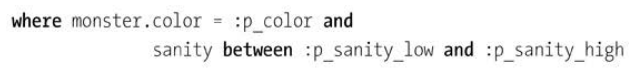 where monster.color = :p_color and
sanity between :p_sanity_low and :p_sanity_high